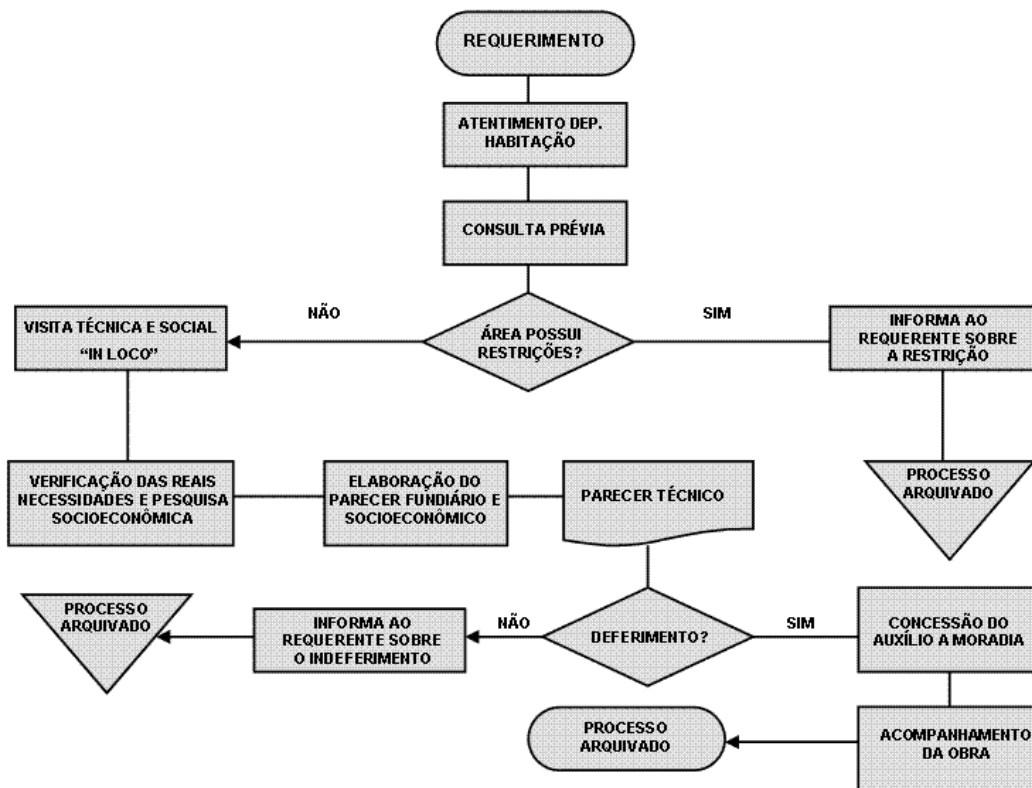 REQUERIMENTO
ATENTIMENTO DEP.
HABITAÇÃO
CONSULTA PRÉVIA
NÃO
SIM
ÁREA POSSUI
RESTRIÇÕES?
VISITA TÉCNICA E SOCIAL
“IN LOCO”
INFORMA AO
REQUERENTE SOBRE
A RESTRIÇÃO
VERIFICAÇÃO DAS REAIS
NECESSIDADES E PESQUISA
SOCIOECONÔMICA
ELABORAÇÃO DO
PARECER FUNDIÁRIO E
SOCIOECONÔMICO
PARECER TÉCNICO
PROCESSO
ARQUIVADO
PROCESSO
ARQUIVADO
INFORMA AO
REQUERENTE SOBRE
O INDEFERIMENTO
NÃO
DEFERIMENTO?
SIM
CONCESSÃO DO
AUXÍLIO A MORADIA
PROCESSO
ARQUIVADO
ACOMPANHAMENTO
DA OBRA